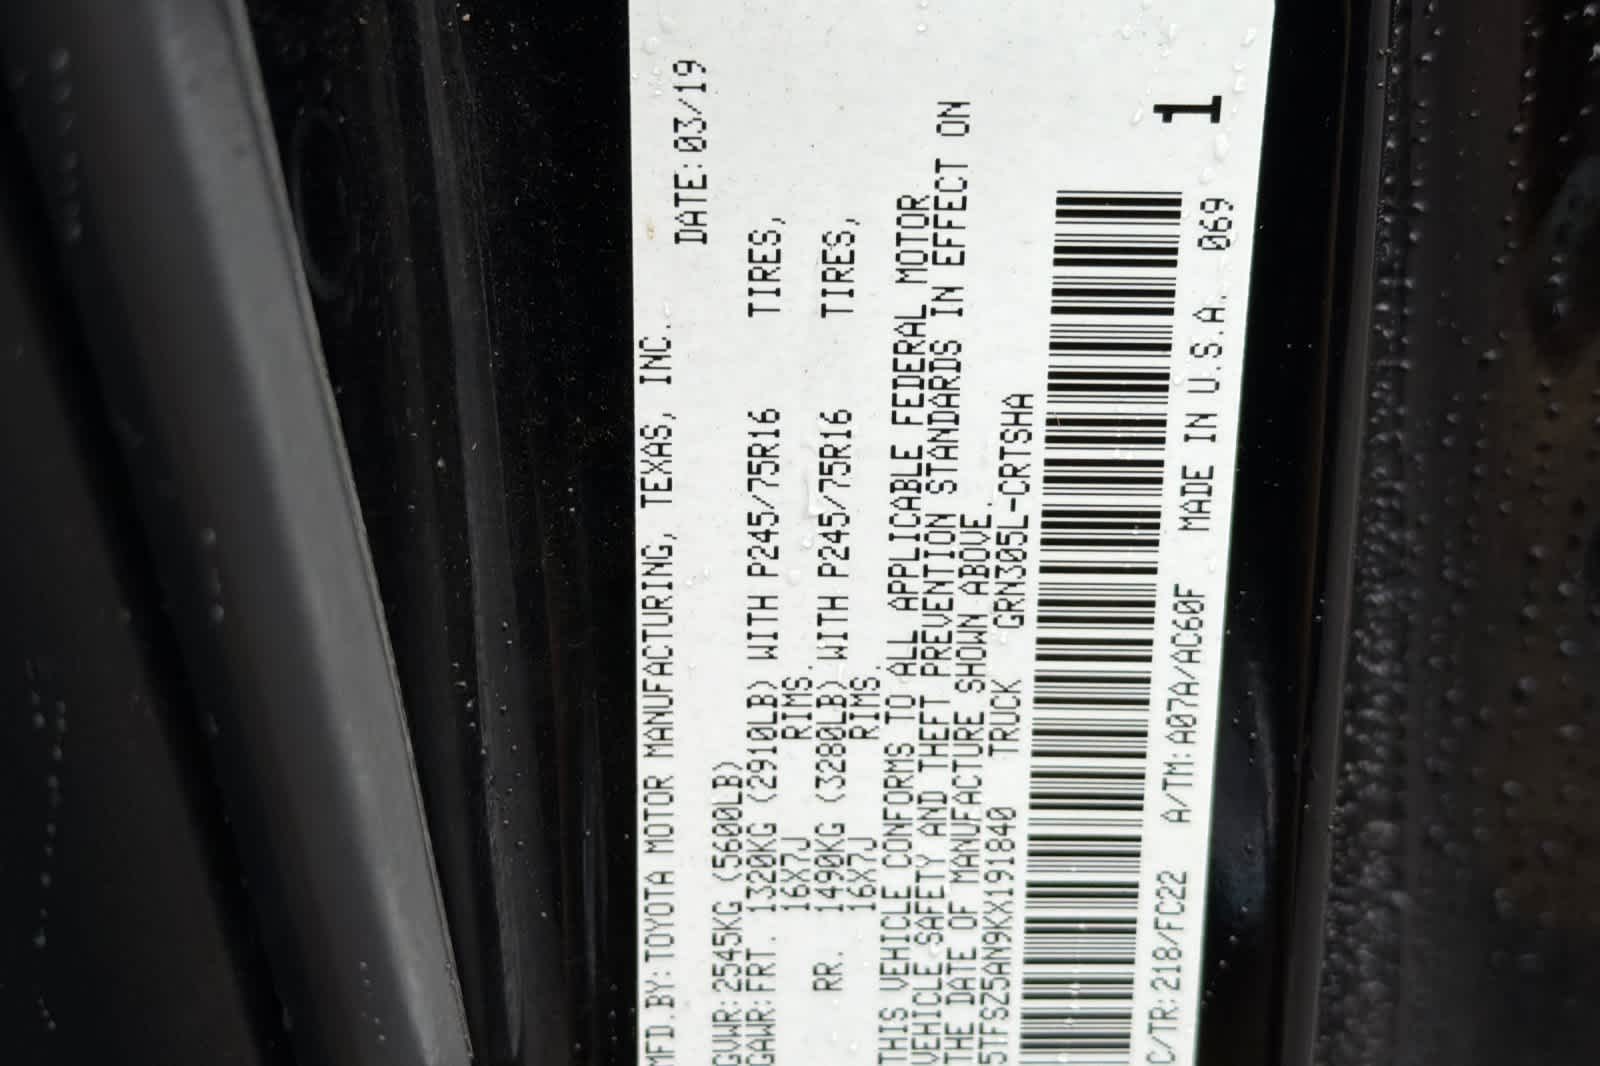 MFD.BY:TOYOTA MOTOR MANUFACTURING, TEXAS, INC.
DATE:03/19
GVWR:2545KG (5600LB)
GAWR:FRT. 1320KG (2910LB) WITH P245/75R16 TIRES,
16X7J RIMS.
RR. 1490KG (3280LB) WITH P245/75R16 TIRES,
16X7J RIMS.
THIS VEHICLE CONFORMS TO ALL APPLICABLE FEDERAL MOTOR
VEHICLE SAFETY AND THEFT PREVENTION STANDARDS IN EFFECT ON
THE DATE OF MANUFACTURE SHOWN ABOVE.
5TFSZ5AN9KX191840 TRUCK GRN305L-CRTSHA
C/TR:218/FC22 A/TM:A07A/AC60F MADE IN U.S.A. 069
1